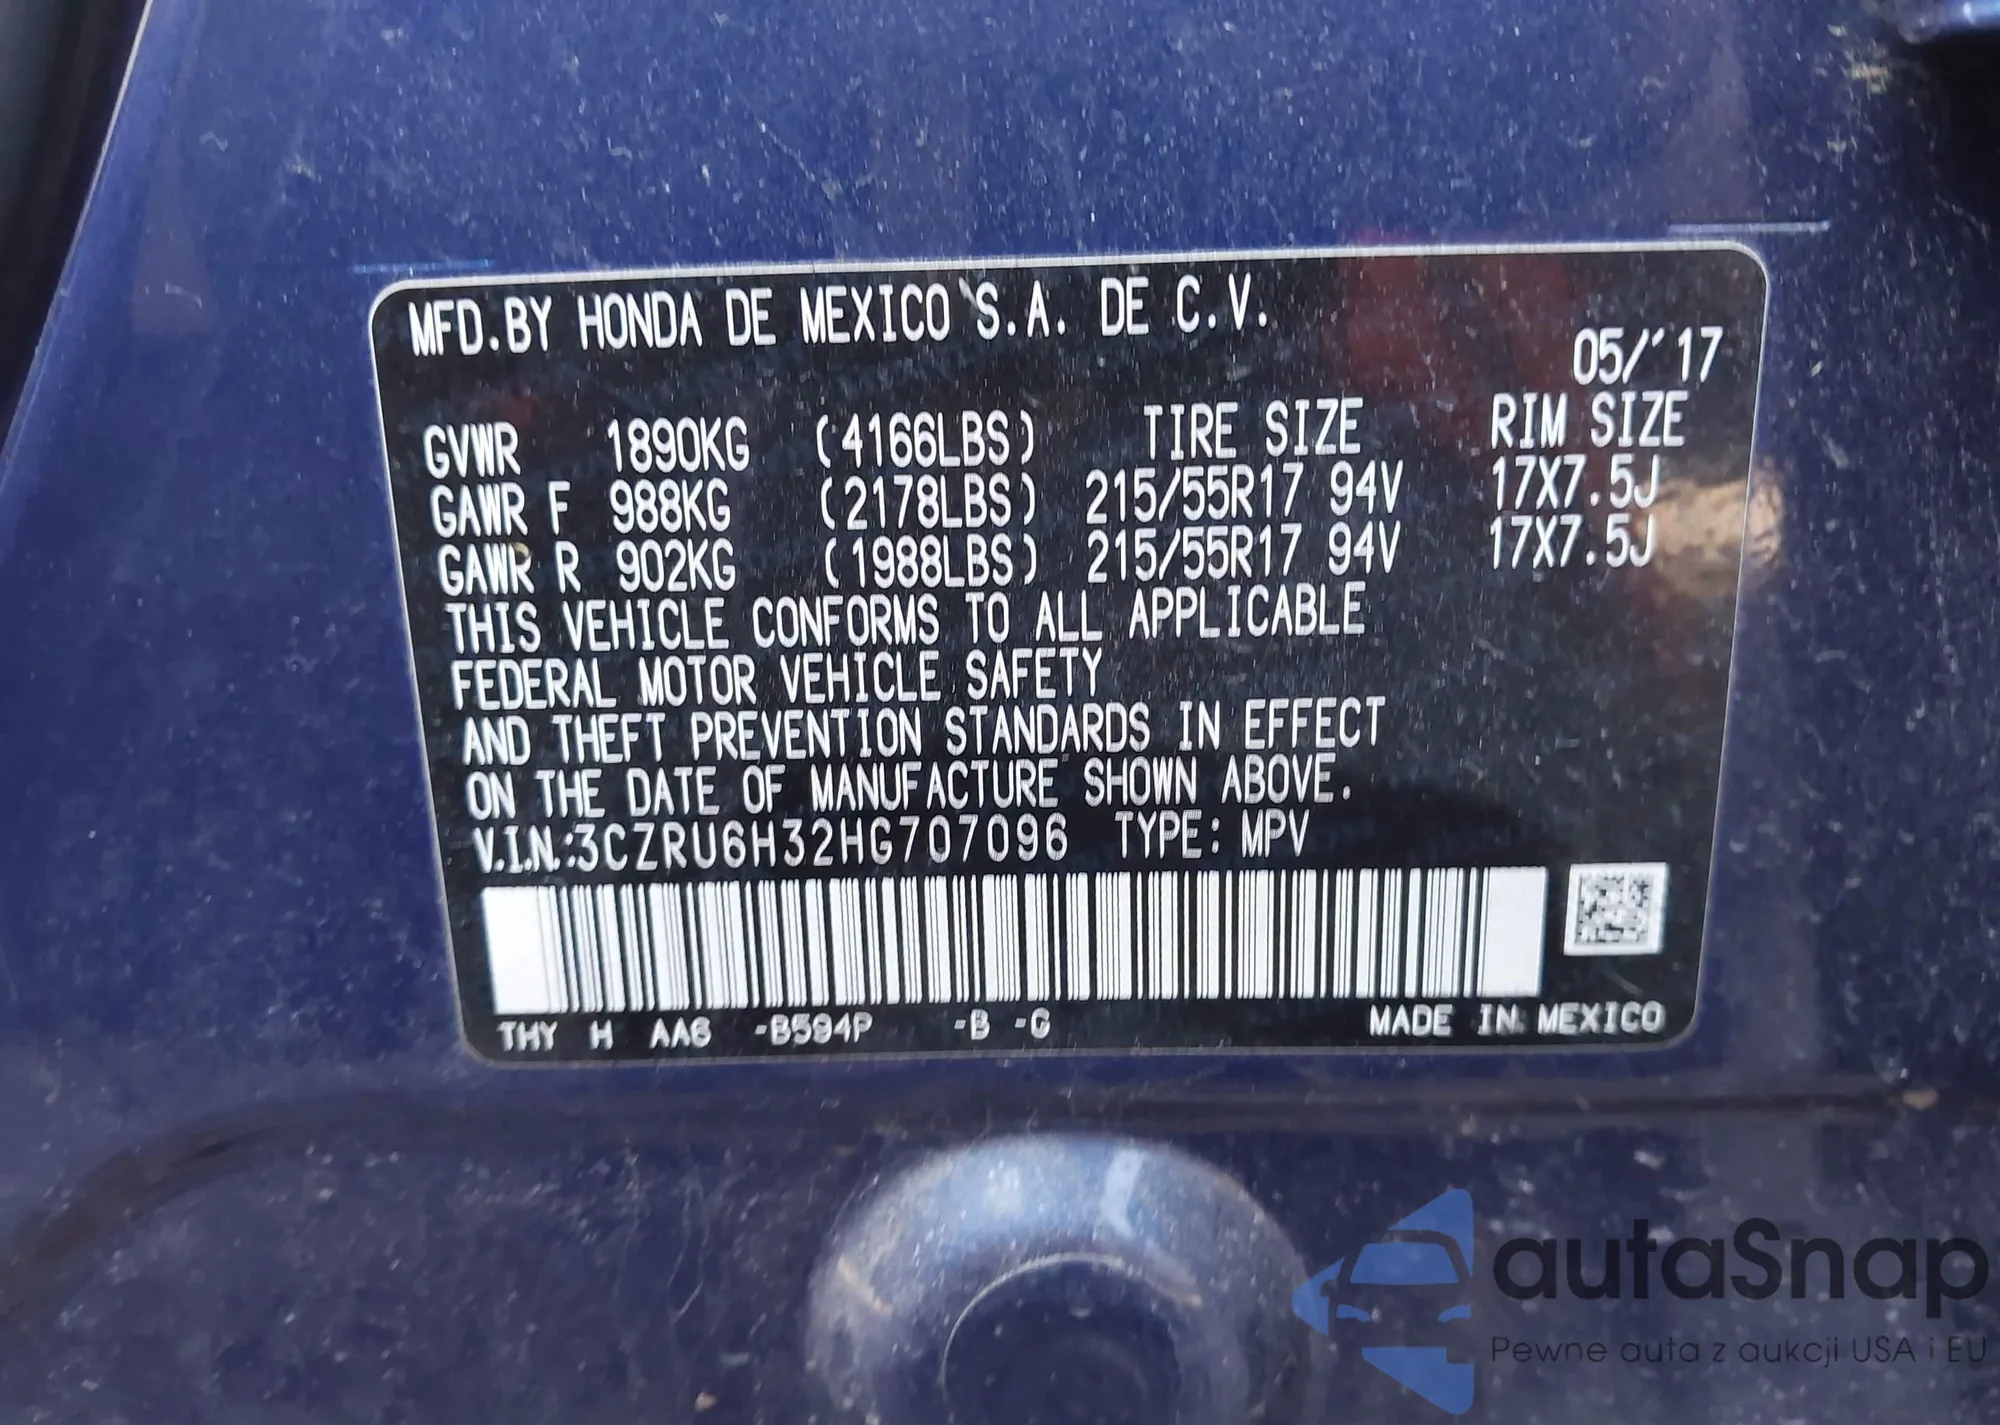 MFD.BY HONDA DE MEXICO S.A. DE C.V.
05/'17
GVWR 1890KG (4166LBS) TIRE SIZE RIM SIZE
GAWR F 988KG (2178LBS) 215/55R17 94V 17X7.5J
GAWR R 902KG (1988LBS) 215/55R17 94V 17X7.5J
THIS VEHICLE CONFORMS TO ALL APPLICABLE
FEDERAL MOTOR VEHICLE SAFETY
AND THEFT PREVENTION STANDARDS IN EFFECT
ON THE DATE OF MANUFACTURE SHOWN ABOVE.
V.I.N.:3CZRU6H32HG707096 TYPE: MPV
THY H AA6 -B594P -B -G MADE IN MEXICO
autaSnap
Pewne auta z aukcji USA i EU